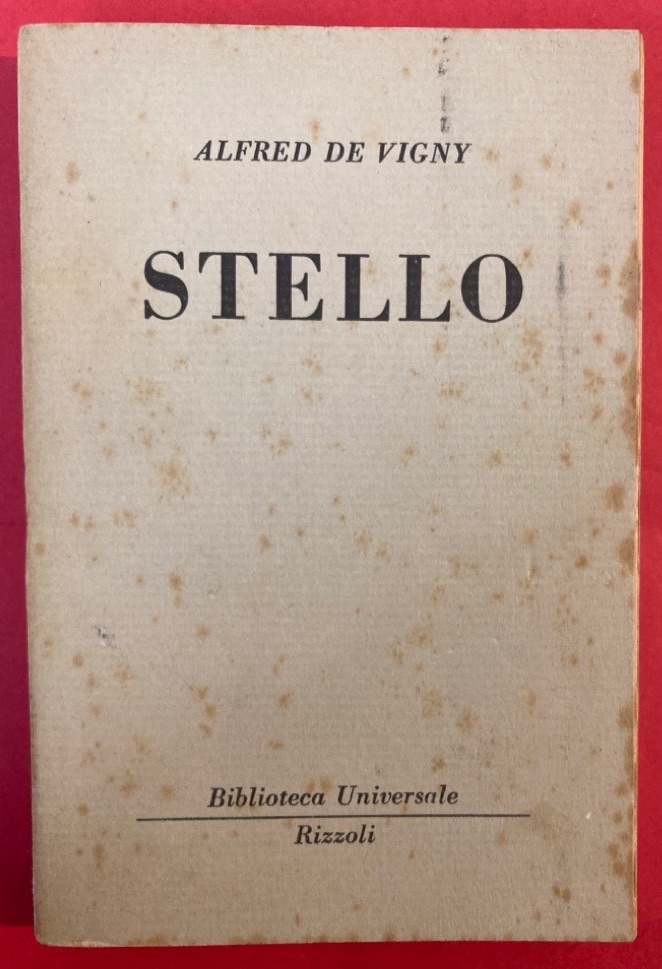 ALFRED DE VIGNY
STELLO
Biblioteca Universale
Rizzoli